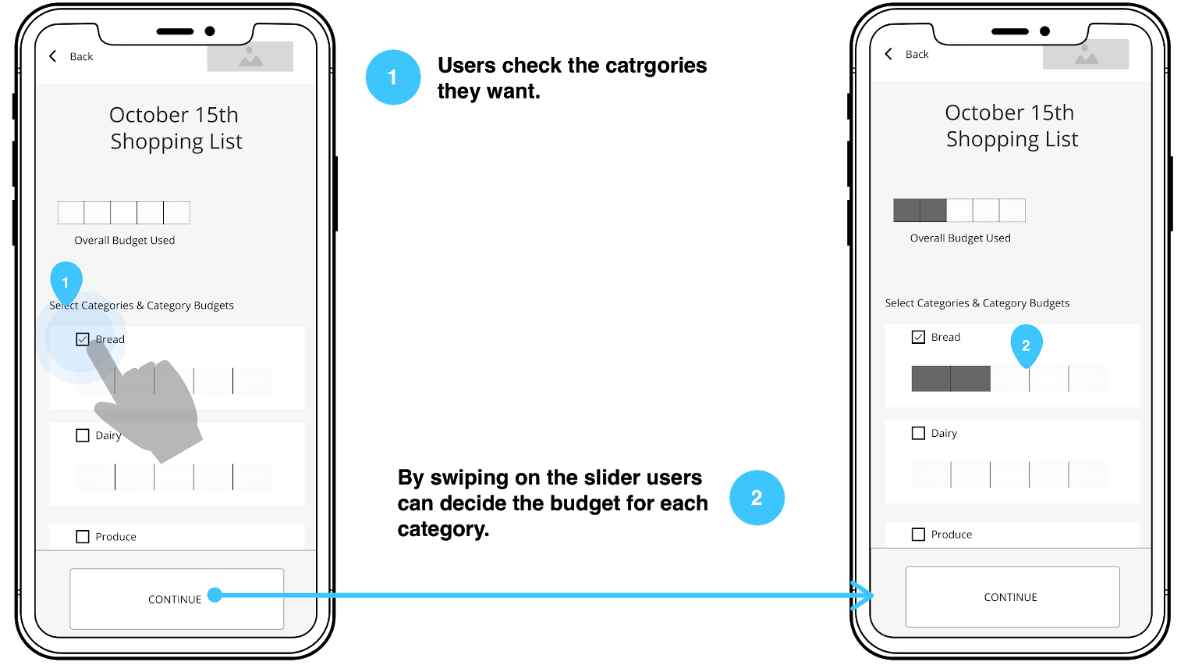 Back
October 15th
Shopping List
Overall Budget Used
1
Select Categories & Category Budgets
Bread
Dairy
Produce
CONTINUE
1
Users check the catrgories
they want.
By swiping on the slider users
can decide the budget for each
category.
2
Back
October 15th
Shopping List
Overall Budget Used
Select Categories & Category Budgets
Bread
2
Dairy
Produce
CONTINUE